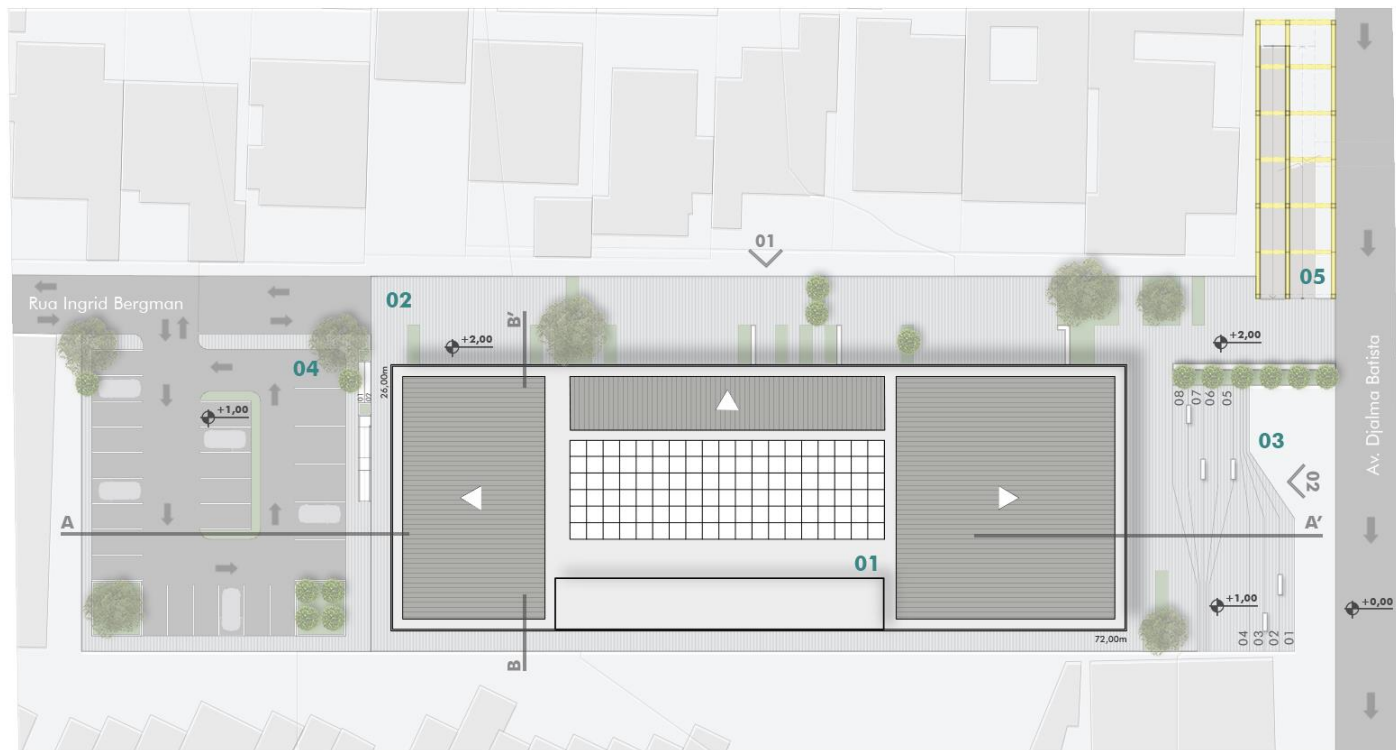 01
05
Rua Ingrid Bergman
02
B'
+2,00
+2,00
04
26,00m
+1,00
08
07
06
05
03
Av. Djalma Batista
02
A
A'
01
+1,00
+0,00
B
72,00m
04
03
02
01